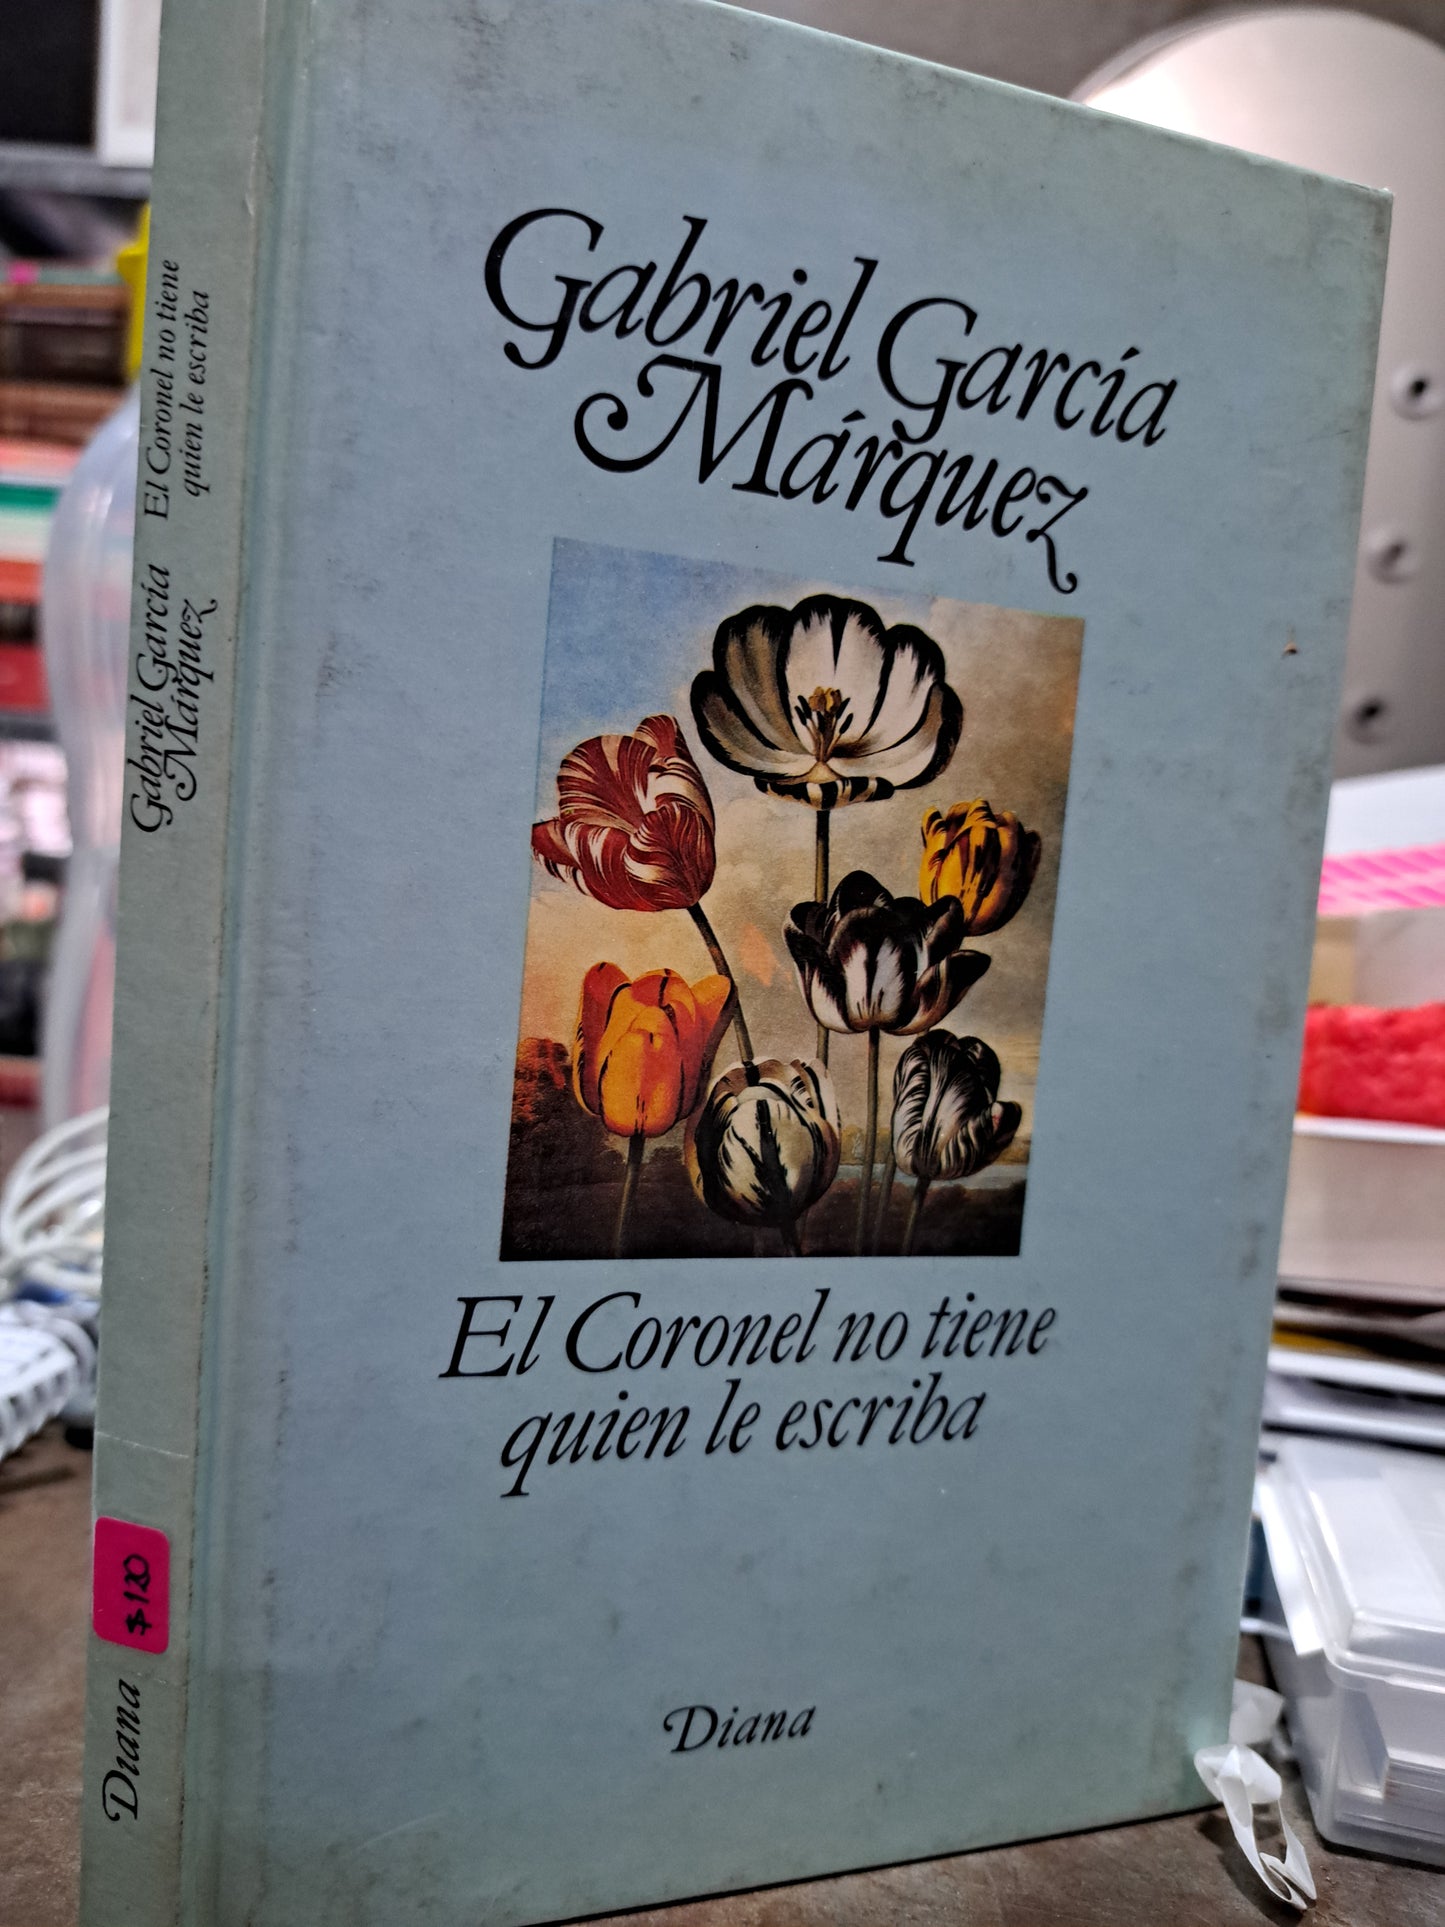 Gabriel García
Márquez
El Coronel no tiene
quien le escriba
Diana
Gabriel García
Márquez
El Coronel no tiene
quien le escriba
$120
Diana